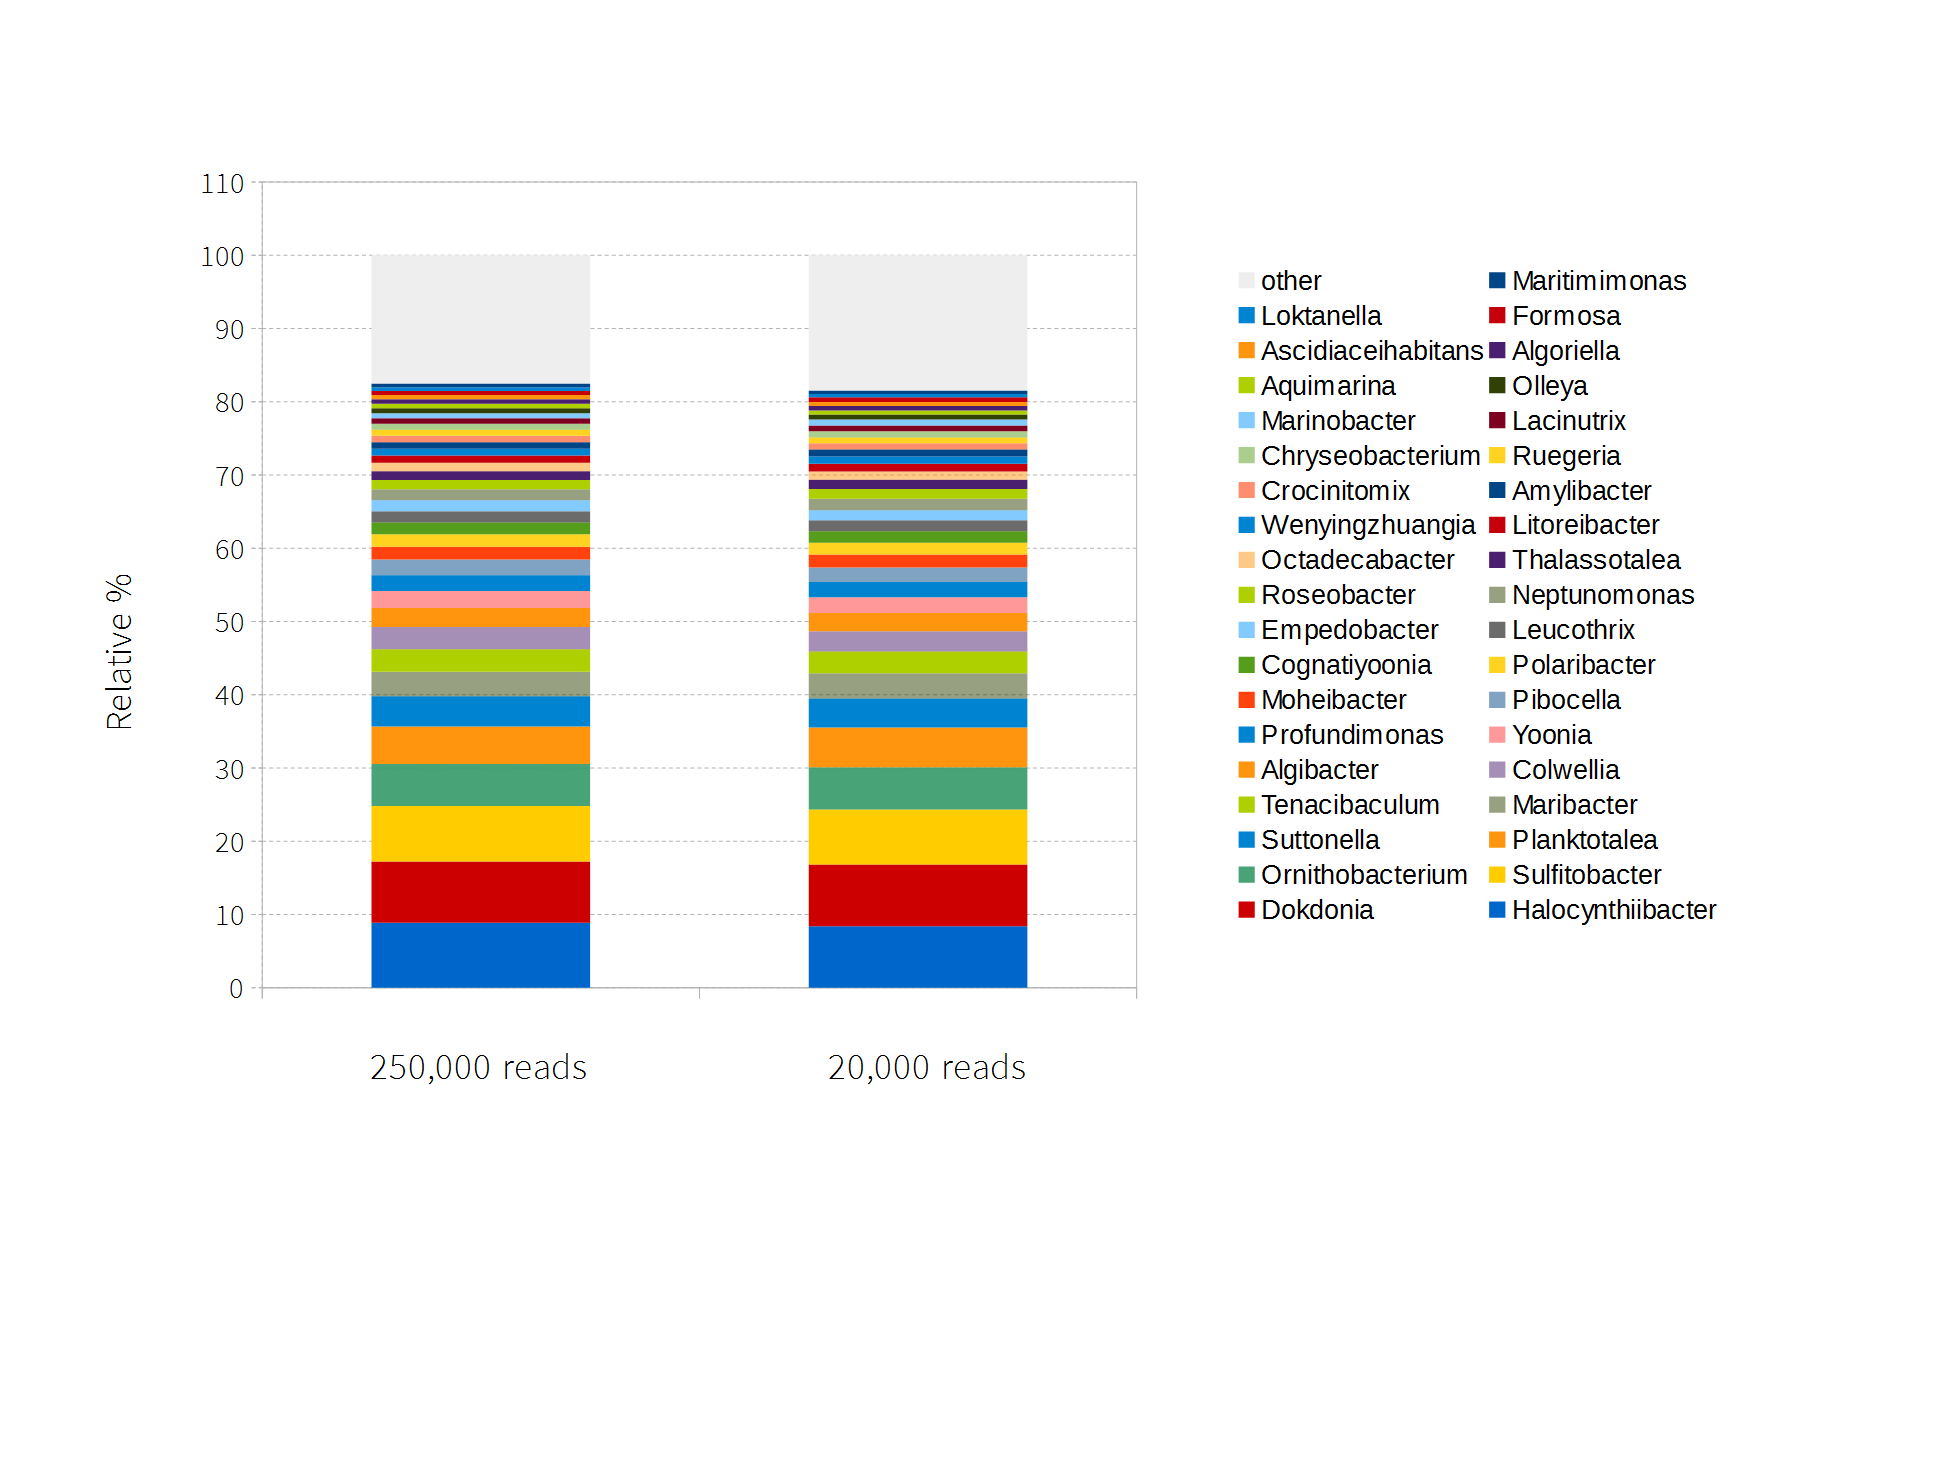 110
100
90
80
70
60
50
40
30
20
10
0
Relative %
250,000 reads 20,000 reads
other Maritimimonas
Loktanella Formosa
Ascidiaceihabitans Algoriella
Aquimarina Olleya
Marinobacter Lacinutrix
Chryseobacterium Ruegeria
Crocinitomix Amylibacter
Wenyingzhuangia Litoreibacter
Octadecabacter Thalassotalea
Roseobacter Neptunomonas
Empedobacter Leucothrix
Cognatiyoonia Polaribacter
Moheibacter Pibocella
Profundimonas Yoonia
Algibacter Colwellia
Tenacibaculum Maribacter
Suttonella Planktotalea
Ornithobacterium Sulfitobacter
Dokdonia Halocynthiibacter